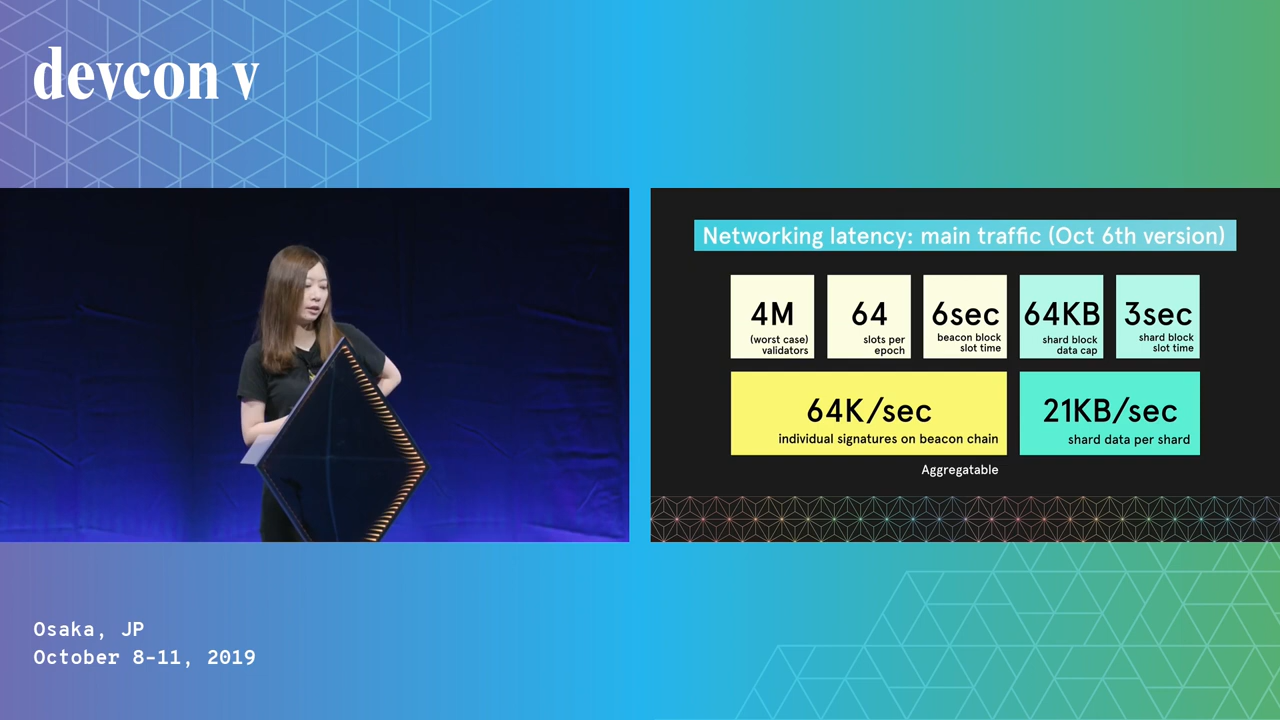 devcon v
Networking latency: main traffic (Oct 6th version)
4M
(worst case)
validators
64
slots per
epoch
6sec
beacon block
slot time
64KB
shard block
data cap
3sec
shard block
slot time
64K/sec
individual signatures on beacon chain
21KB/sec
shard data per shard
Aggregatable
Osaka, JP
October 8-11, 2019